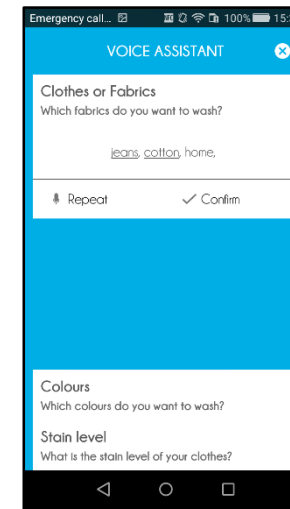 Emergency call... 100% 15:
VOICE ASSISTANT
Clothes or Fabrics
Which fabrics do you want to wash?
jeans, cotton, home,
Repeat Confirm
Colours
Which colours do you want to wash?
Stain level
What is the stain level of your clothes?